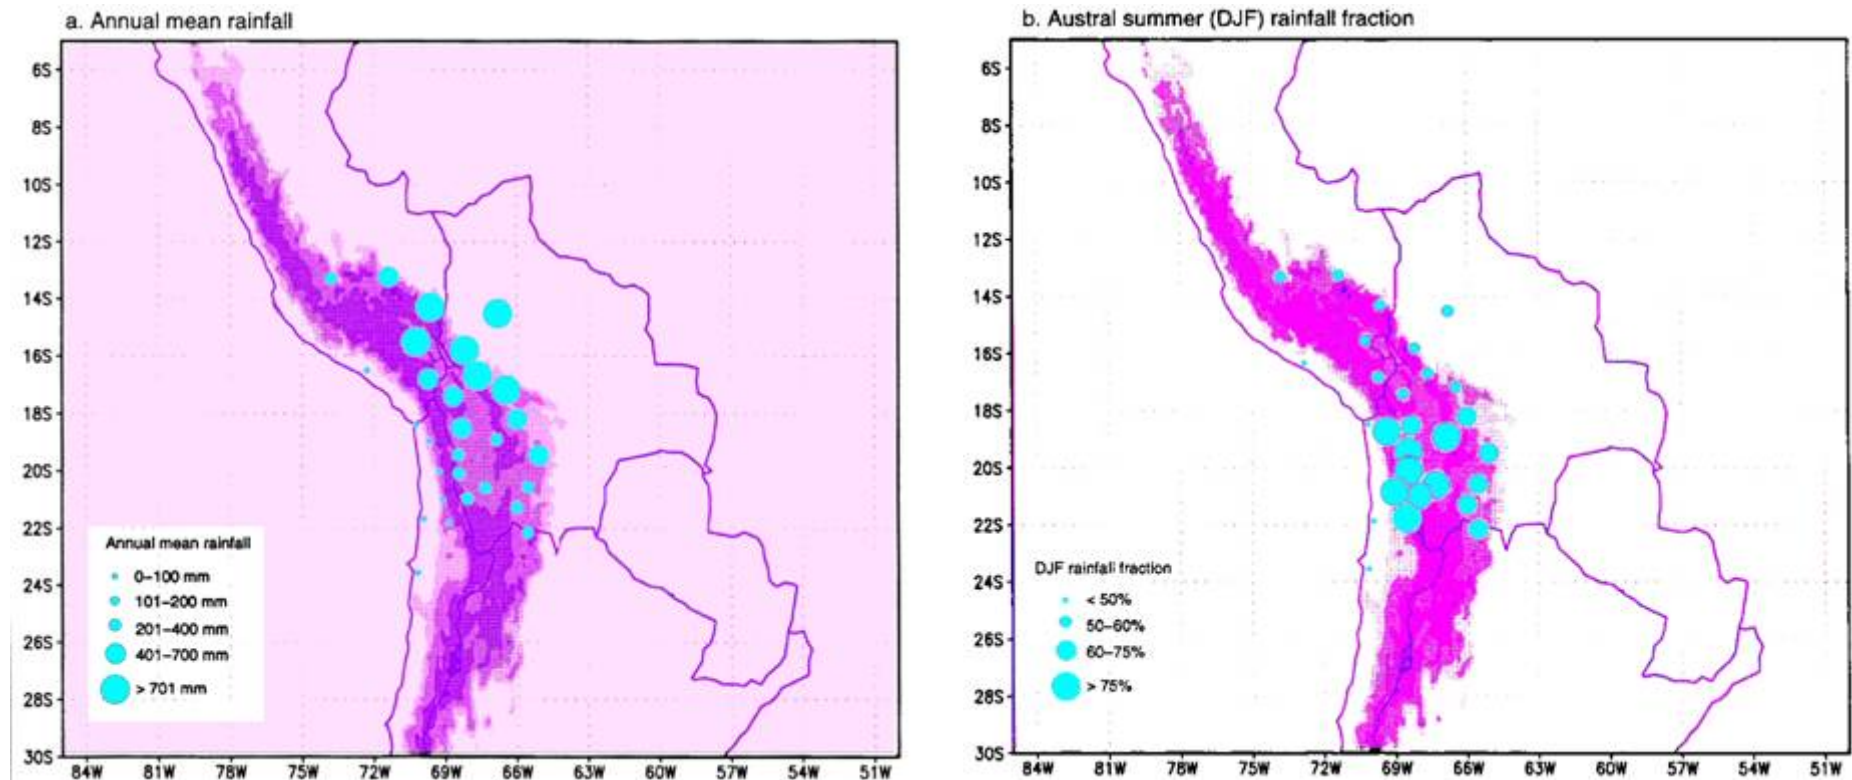 a. Annual mean rainfall
6S
8S
10S
12S
14S
16S
18S
20S
22S
24S
26S
28S
30S
84W 81W 78W 75W 72W 69W 66W 63W 60W 57W 54W 51W
Annual mean rainfall
0–100 mm
101–200 mm
201–400 mm
401–700 mm
> 701 mm
b. Austral summer (DJF) rainfall fraction
6S
8S
10S
12S
14S
16S
18S
20S
22S
24S
26S
28S
30S
84W 81W 78W 75W 72W 69W 66W 63W 60W 57W 54W 51W
DJF rainfall fraction
< 50%
50–60%
60–75%
> 75%